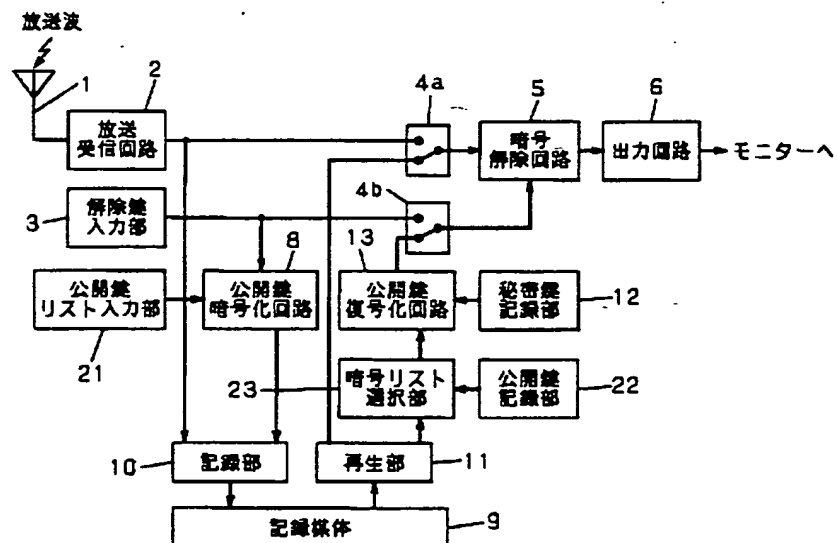 放送波
1
2
放送
受信回路
4a
5
暗号
解除回路
6
出力回路
モニターへ
3
解除鍵
入力部
4b
8
公開鍵
リスト入力部
21
公開鍵
暗号化回路
13
公開鍵
復号化回路
秘密鍵
記録部
12
23
暗号リスト
選択部
公開鍵
記録部
22
10
記録部
再生部
11
記録媒体
9